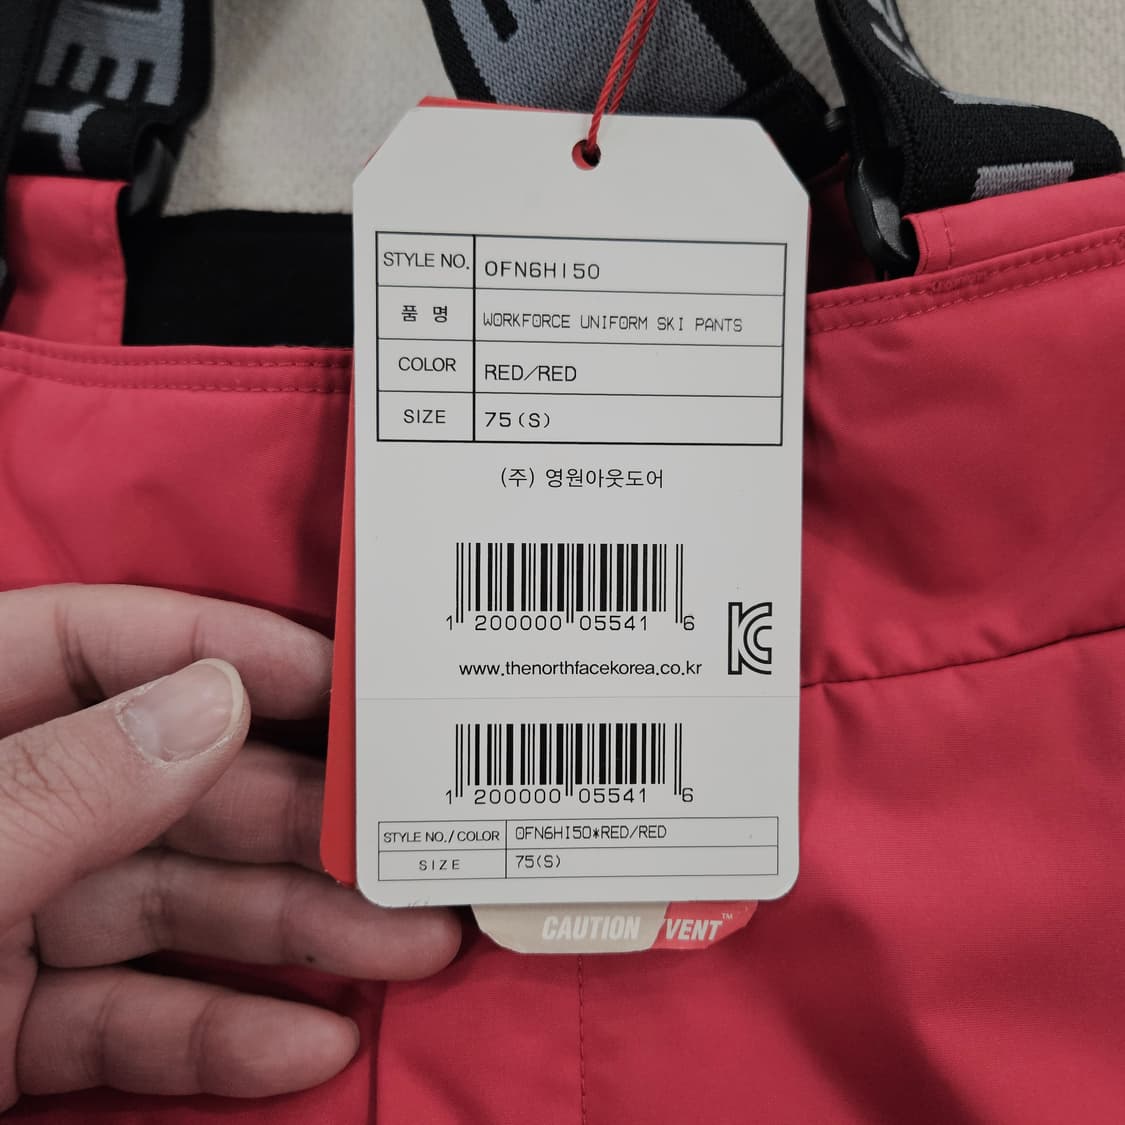 STYLE NO. OFN6HI50
품 명 WORKFORCE UNIFORM SKI PANTS
COLOR RED/RED
SIZE 75(S)
(주) 영원아웃도어
1 200000 05541 6
www.thenorthfacekorea.co.kr
1 200000 05541 6
STYLE NO./COLOR OFN6HI50*RED/RED
SIZE 75(S)
CAUTION
VENT™